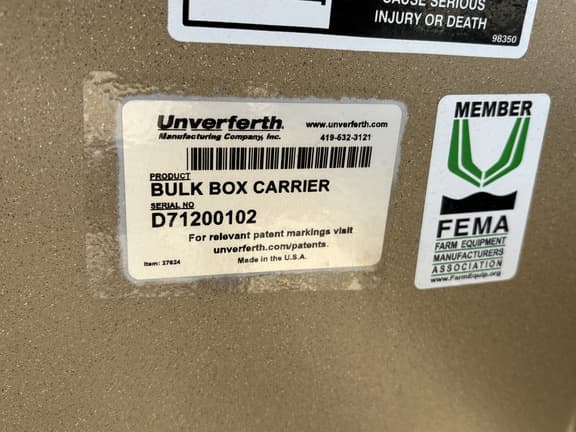 CAUSE SERIOUS
INJURY OR DEATH
98350
Unverferth
Manufacturing Company, Inc.
www.unverferth.com
419-532-3121
PRODUCT
BULK BOX CARRIER
SERIAL NO
D71200102
For relevant patent markings visit
unverferth.com/patents.
Made in the U.S.A.
Item: 37624
MEMBER
FEMA
FARM EQUIPMENT
MANUFACTURERS
ASSOCIATION
www.FarmEquip.org